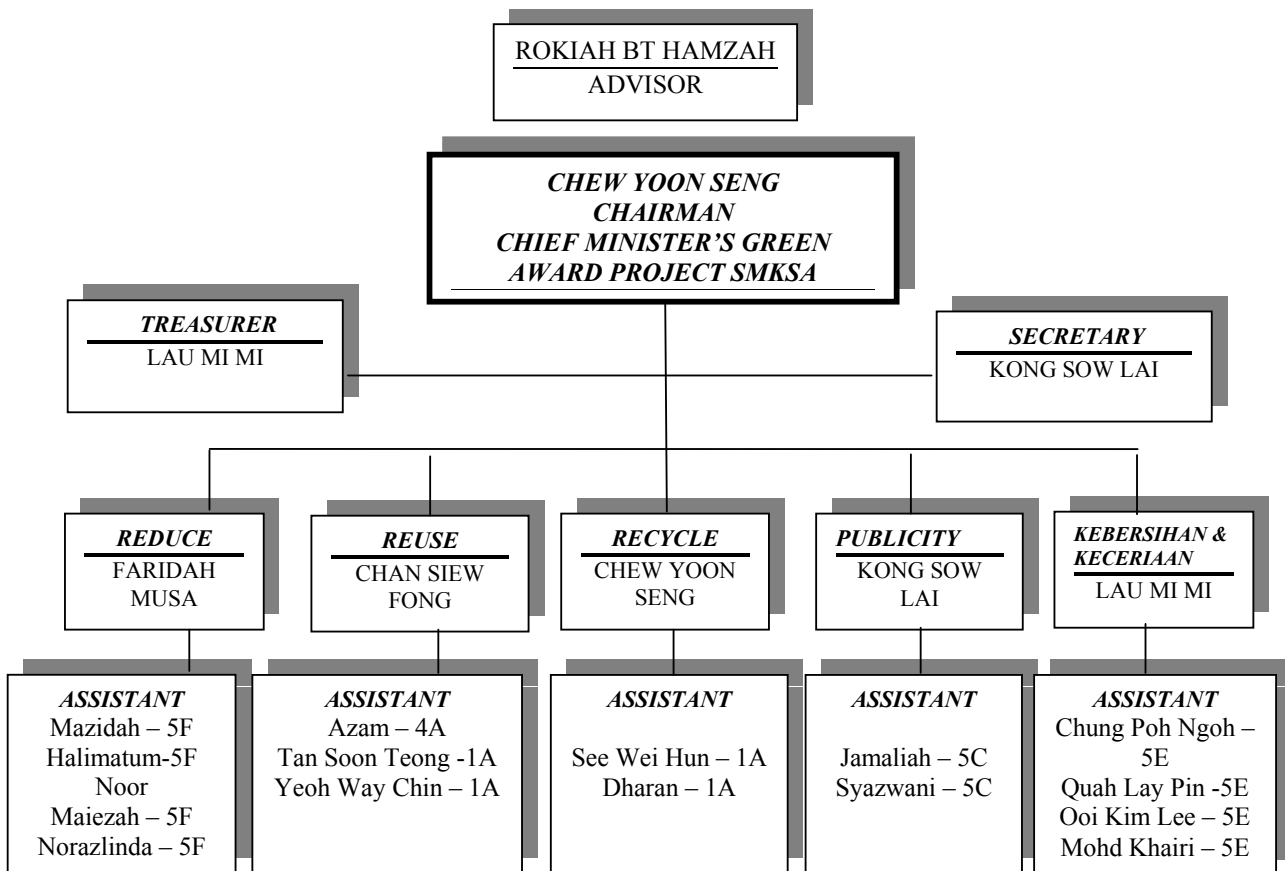 ROKIAH BT HAMZAH
ADVISOR
CHEW YOON SENG
CHAIRMAN
CHIEF MINISTER'S GREEN
AWARD PROJECT SMKSA
TREASURER
LAU MI MI
SECRETARY
KONG SOW LAI
REDUCE
FARIDAH
MUSA
REUSE
CHAN SIEW
FONG
RECYCLE
CHEW YOON
SENG
PUBLICITY
KONG SOW
LAI
KEBERSIHAN &
KECERIAAN
LAU MI MI
ASSISTANT
Mazidah – 5F
Halimatum-5F
Noor
Maiezah – 5F
Norazlinda – 5F
ASSISTANT
Azam – 4A
Tan Soon Teong -1A
Yeoh Way Chin – 1A
ASSISTANT
See Wei Hun – 1A
Dharan – 1A
ASSISTANT
Jamaliah – 5C
Syazwani – 5C
ASSISTANT
Chung Poh Ngoh –
5E
Quah Lay Pin -5E
Ooi Kim Lee – 5E
Mohd Khairi – 5E